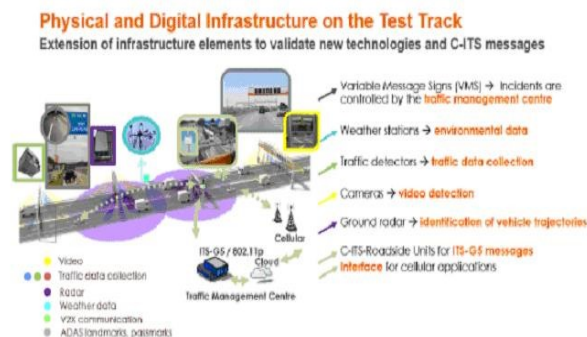 Physical and Digital Infrastructure on the Test Track
Extension of infrastructure elements to validate new technologies and C-ITS messages
Variable Message Signs (VMS) → Incidents are
controlled by the traffic management centre
Weather stations → environmental data
Traffic detectors → traffic data collection
Cameras → video detection
Ground radar → identification of vehicle trajectories
C-ITS-Roadside Units for ITS-G5 messages
Interface for cellular applications
Cellular
ITS-G5 / 802.11p
Cloud
Traffic Management Centre
Video
Traffic data collection
Radar
Weather data
V2X communication
ADAS landmarks, passmarks